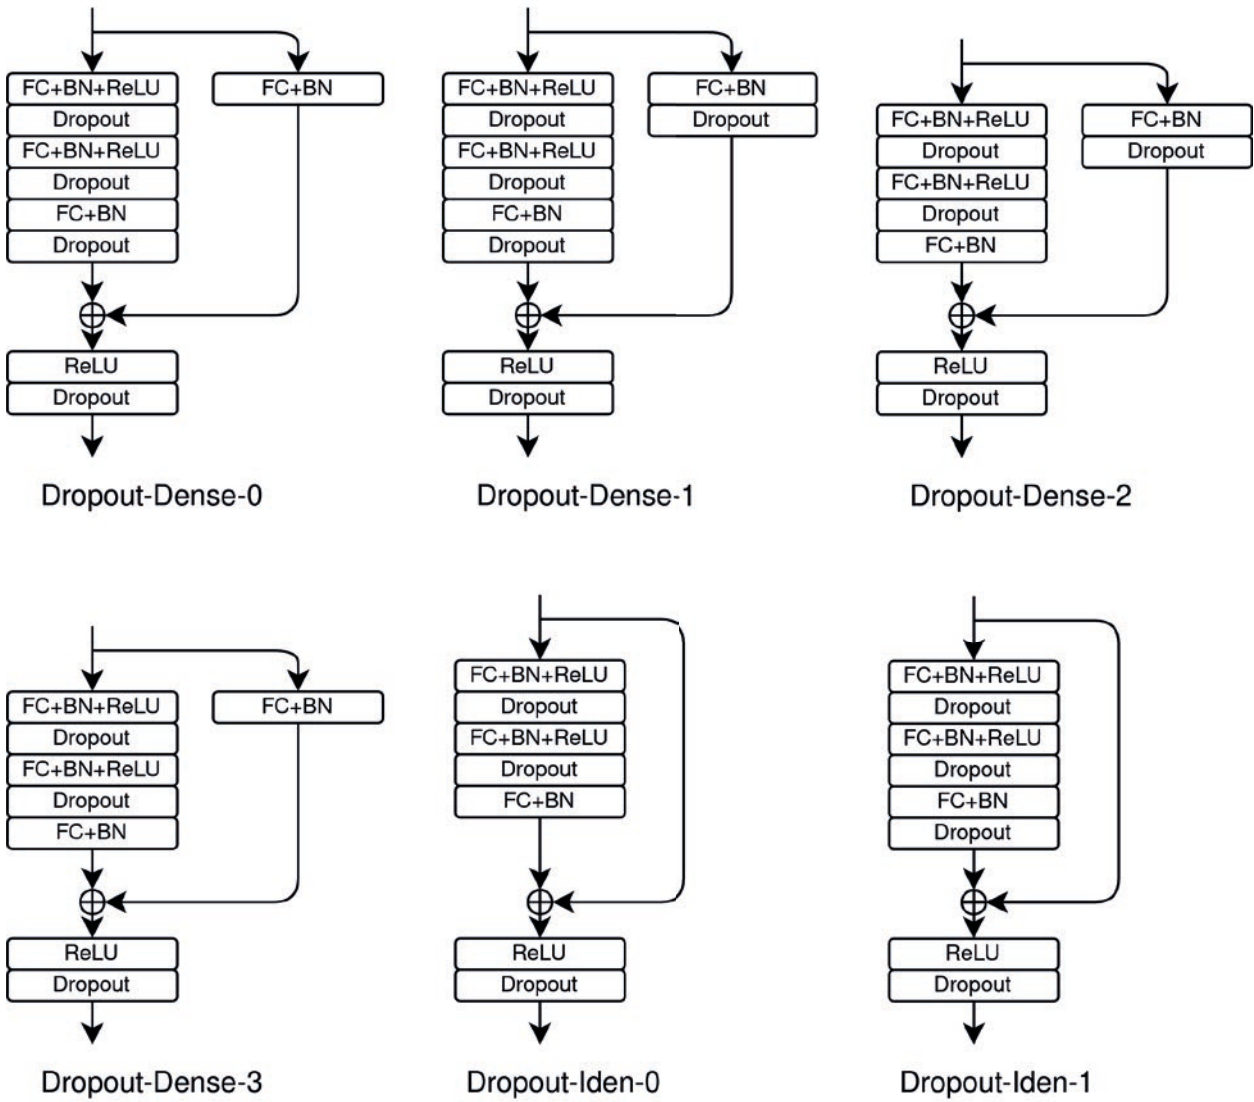 FC+BN+ReLU
Dropout
FC+BN+ReLU
Dropout
FC+BN
Dropout
FC+BN
ReLU
Dropout
Dropout-Dense-0
FC+BN+ReLU
Dropout
FC+BN+ReLU
Dropout
FC+BN
Dropout
FC+BN
Dropout
ReLU
Dropout
Dropout-Dense-1
FC+BN+ReLU
Dropout
FC+BN+ReLU
Dropout
FC+BN
FC+BN
Dropout
ReLU
Dropout
Dropout-Dense-2
FC+BN+ReLU
Dropout
FC+BN+ReLU
Dropout
FC+BN
FC+BN
ReLU
Dropout
Dropout-Dense-3
FC+BN+ReLU
Dropout
FC+BN+ReLU
Dropout
FC+BN
ReLU
Dropout
Dropout-Iden-0
FC+BN+ReLU
Dropout
FC+BN+ReLU
Dropout
FC+BN
Dropout
ReLU
Dropout
Dropout-Iden-1